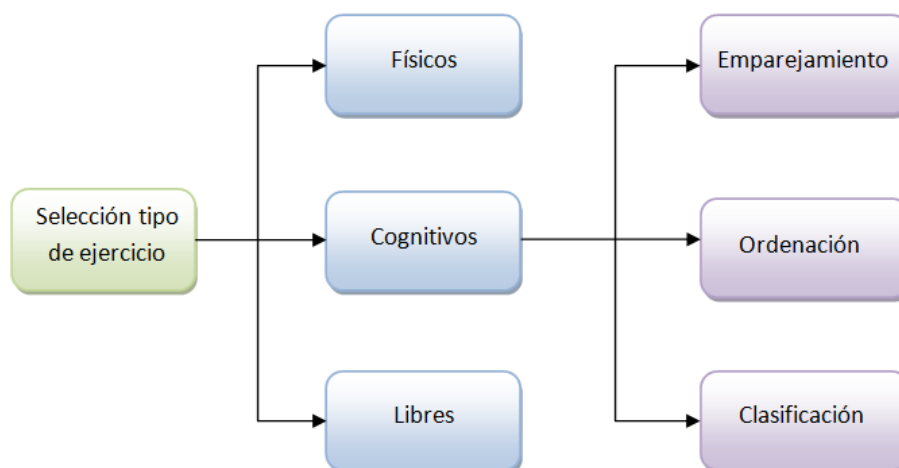 Selección tipo
de ejercicio
Físicos
Cognitivos
Libres
Emparejamiento
Ordenación
Clasificación